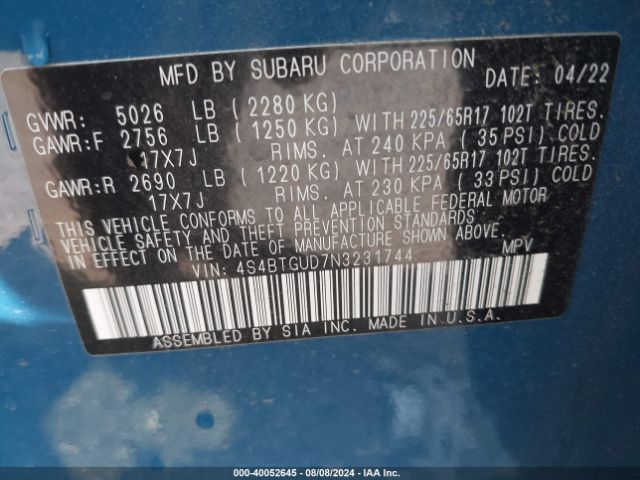 MFD BY SUBARU CORPORATION DATE: 04/22
GVWR: 5026 LB (2280 KG)
GAWR:F 2756 LB (1250 KG) WITH 225/65R17 102T TIRES.
17X7J RIMS. AT 240 KPA (35 PSI) COLD
GAWR:R 2690 LB (1220 KG) WITH 225/65R17 102T TIRES.
17X7J RIMS. AT 230 KPA (33 PSI) COLD
THIS VEHICLE CONFORMS TO ALL APPLICABLE FEDERAL MOTOR
VEHICLE SAFETY AND THEFT PREVENTION STANDARDS
IN EFFECT ON THE DATE OF MANUFACTURE SHOWN ABOVE.
VIN: 4S4BTGUD7N3231744 MPV
ASSEMBLED BY SIA INC. MADE IN U.S.A.
000-40052645 - 08/08/2024 - IAA Inc.